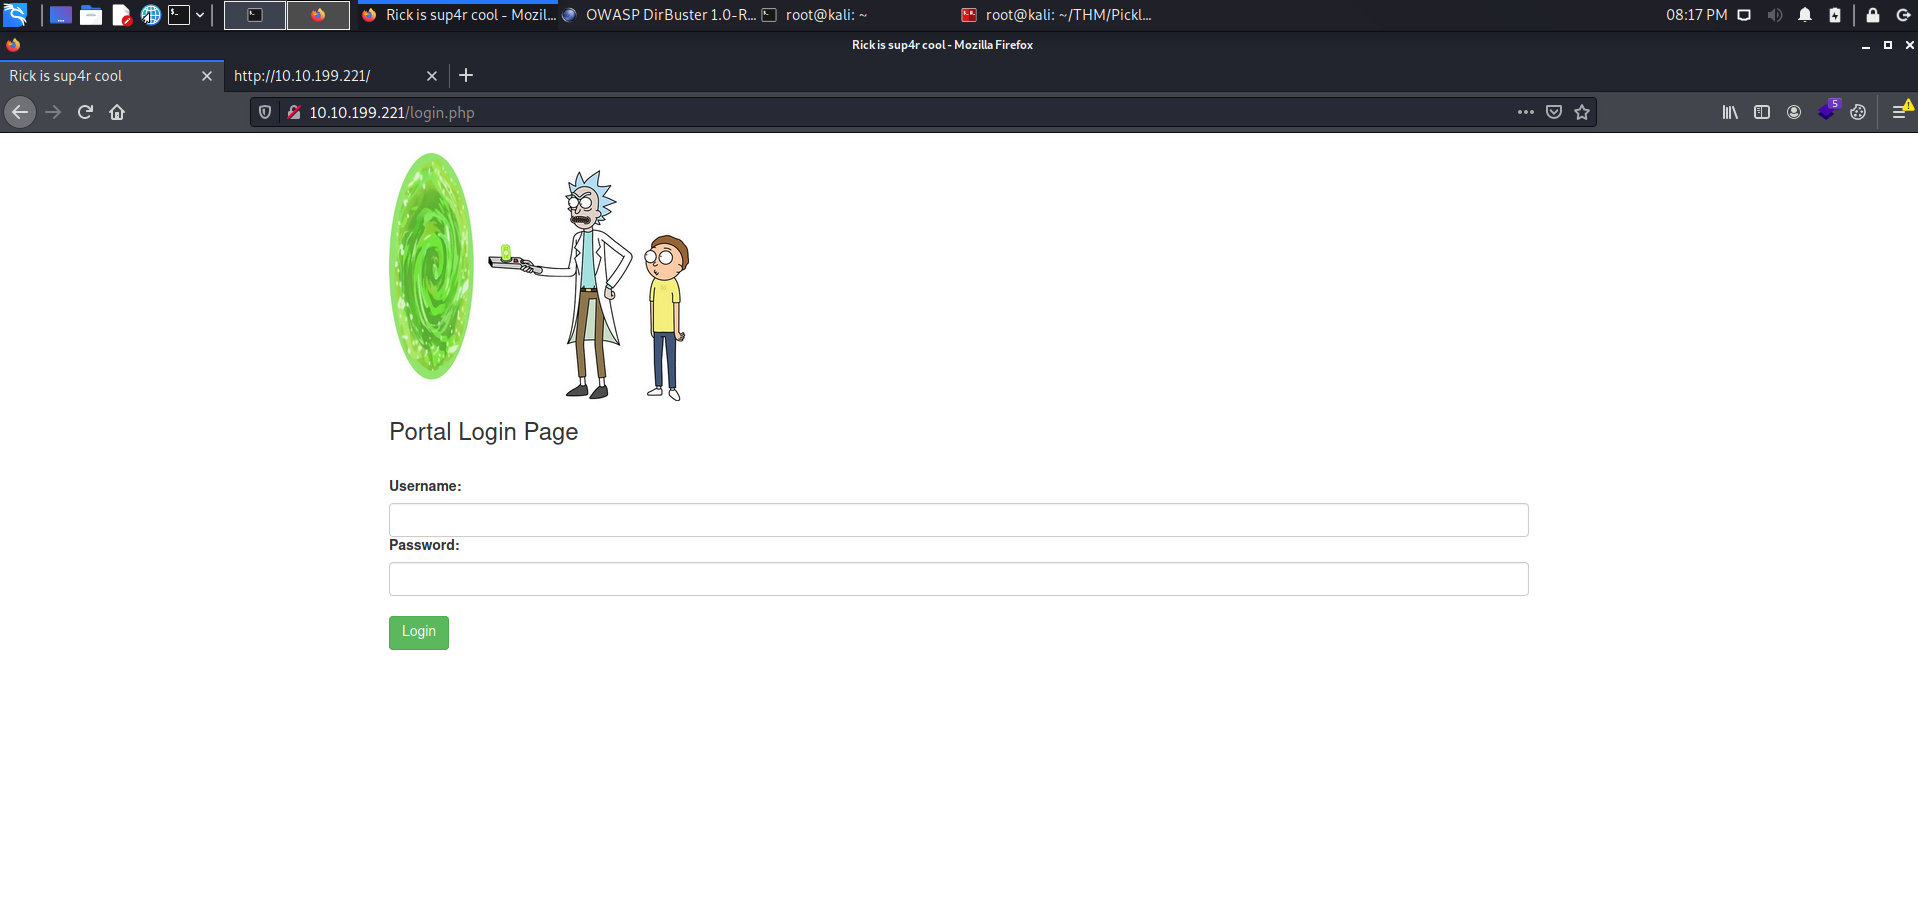 Rick is sup4r cool - Mozil... OWASP DirBuster 1.0-R... root@kali: ~ root@kali: ~/THM/Pickl... 08:17 PM
Rick is sup4r cool - Mozilla Firefox
Rick is sup4r cool http://10.10.199.221/
10.10.199.221/login.php 5
Portal Login Page
Username:
Password:
Login